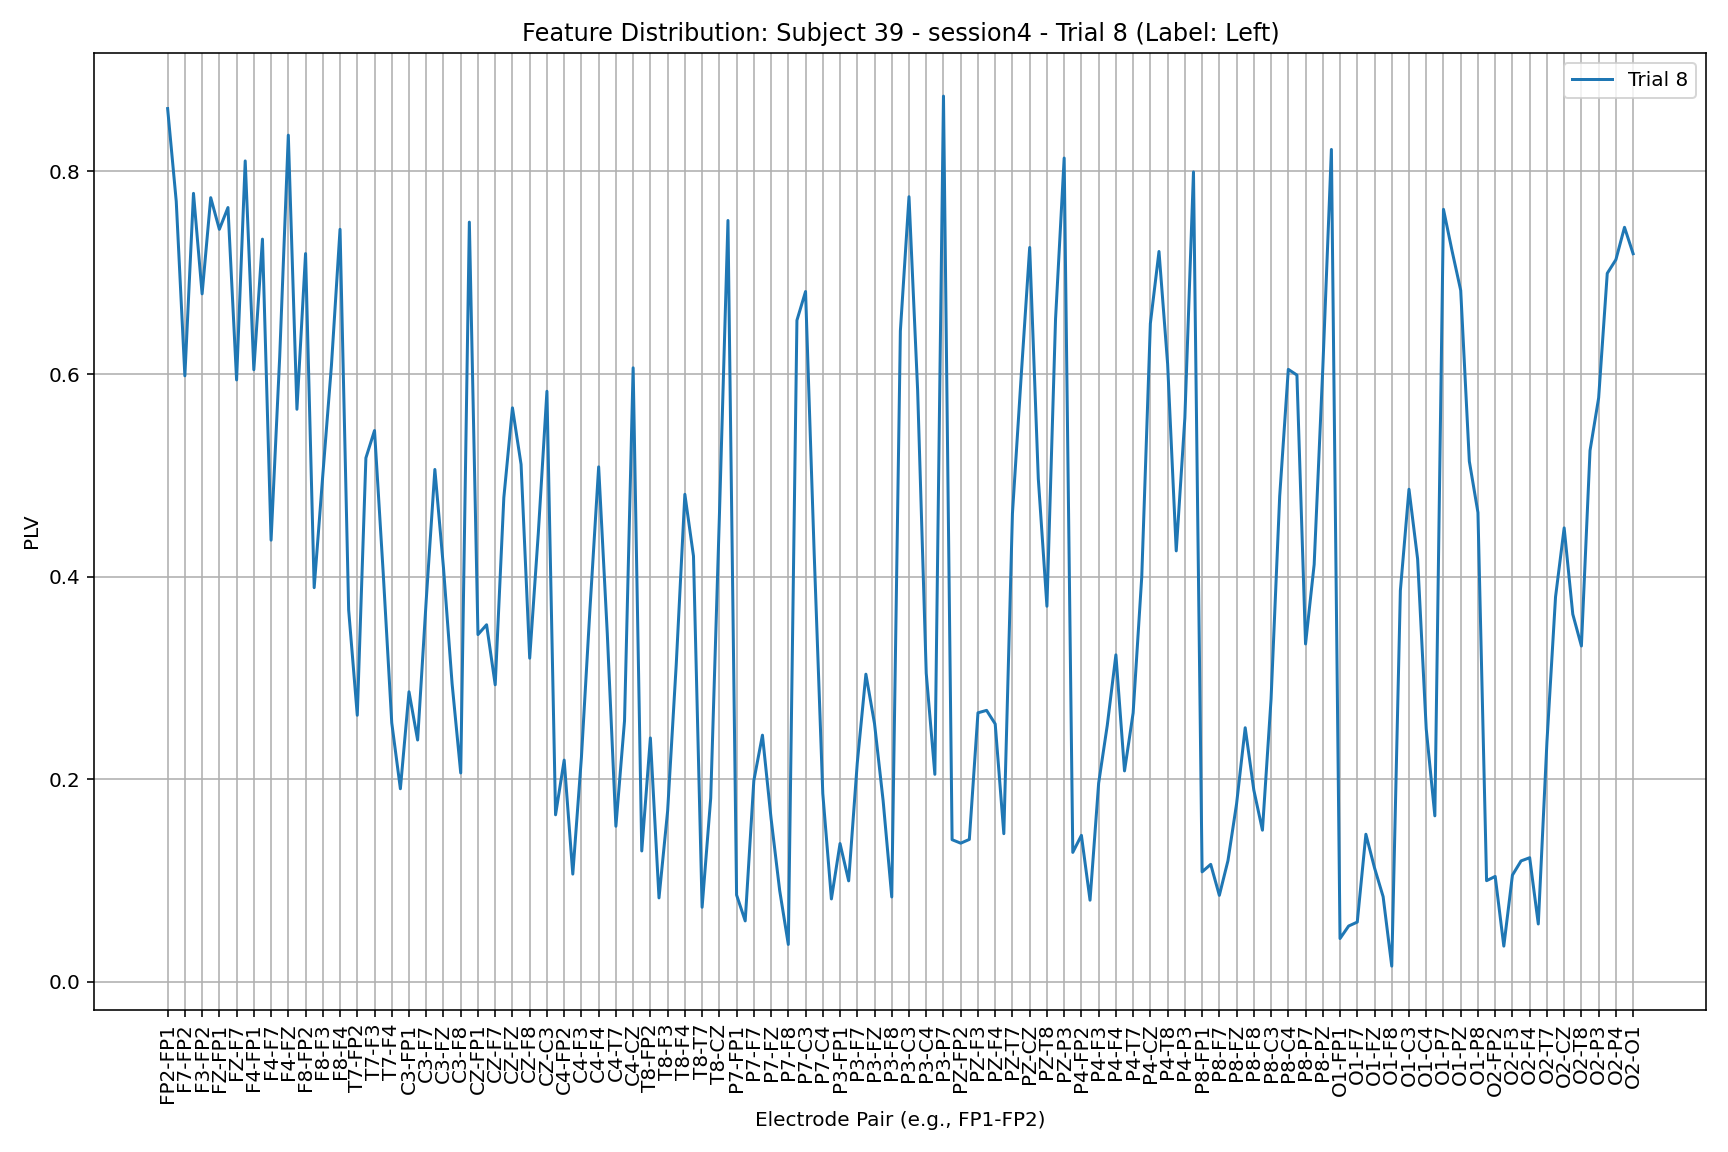 Feature Distribution: Subject 39 - session4 - Trial 8 (Label: Left)
Trial 8
PLV
0.8
0.6
0.4
0.2
0.0
FP2-FP1
F7-FP2
F3-FP2
FZ-FP1
FZ-F7
F4-FP1
F4-F7
F4-FZ
F8-FP2
F8-F3
F8-F4
T7-FP2
T7-F3
T7-F4
C3-FP1
C3-F7
C3-FZ
C3-F8
CZ-FP1
CZ-F7
CZ-FZ
CZ-F8
CZ-C3
C4-FP2
C4-F3
C4-F4
C4-T7
C4-CZ
T8-FP2
T8-F3
T8-F4
T8-T7
T8-CZ
P7-FP1
P7-F7
P7-FZ
P7-F8
P7-C3
P7-C4
P3-FP1
P3-F7
P3-FZ
P3-F8
P3-C3
P3-C4
P3-P7
PZ-FP2
PZ-F3
PZ-F4
PZ-T7
PZ-CZ
PZ-T8
PZ-P3
P4-FP2
P4-F3
P4-F4
P4-T7
P4-CZ
P4-T8
P4-P3
P8-FP1
P8-F7
P8-FZ
P8-F8
P8-C3
P8-C4
P8-P7
P8-PZ
O1-FP1
O1-F7
O1-FZ
O1-F8
O1-C3
O1-C4
O1-P7
O1-PZ
O1-P8
O2-FP2
O2-F3
O2-F4
O2-T7
O2-CZ
O2-T8
O2-P3
O2-P4
O2-O1
Electrode Pair (e.g., FP1-FP2)